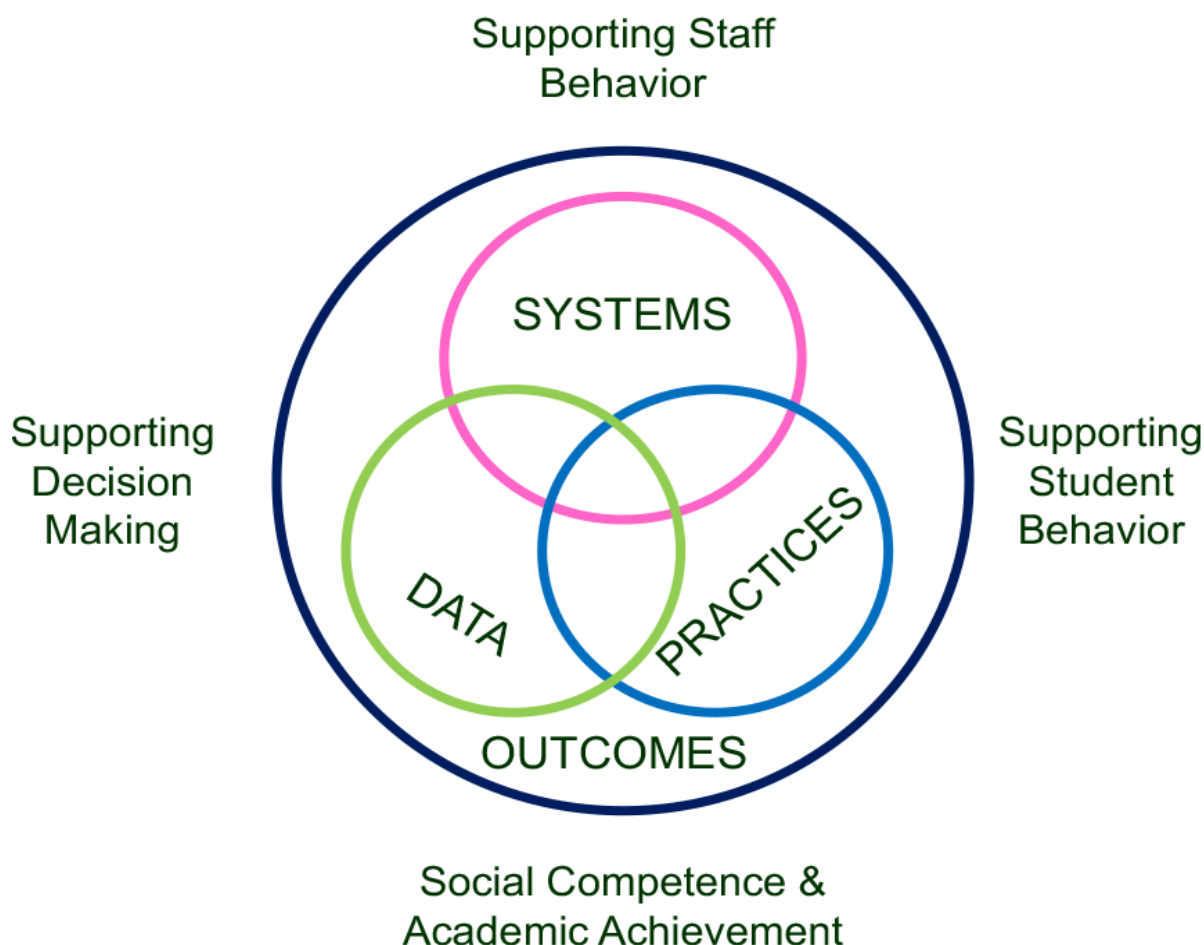 Supporting Staff
Behavior
SYSTEMS
Supporting
Decision
Making
Supporting
Student
Behavior
DATA
PRACTICES
OUTCOMES
Social Competence &
Academic Achievement